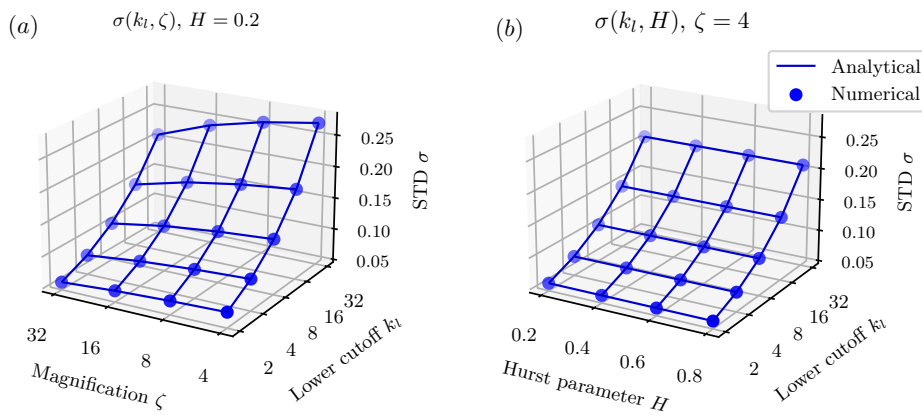 (a)
σ(k_l, ζ), H = 0.2
0.25
0.20
0.15
0.10
0.05
STD σ
32
16
8
4
Magnification ζ
2
4
8
16
32
Lower cutoff k_l
(b)
σ(k_l, H), ζ = 4
Analytical
Numerical
0.25
0.20
0.15
0.10
0.05
STD σ
0.2
0.4
0.6
0.8
Hurst parameter H
2
4
8
16
32
Lower cutoff k_l